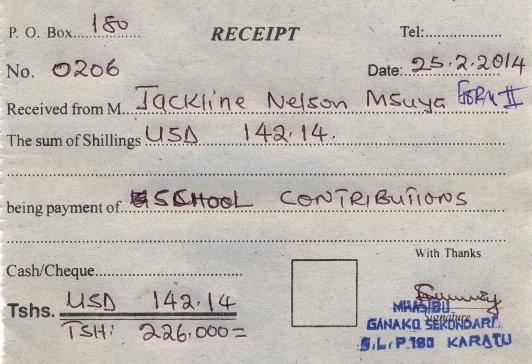 P. O. Box 180 RECEIPT Tel:
No. 0206 Date: 25.2.2014
Received from M Jackline Nelson Msuya FORM II
The sum of Shillings USD 142.14.
being payment of SCHOOL CONTRIBUTIONS
With Thanks
Cash/Cheque
Tshs. USD 142.14
TSH: 226.000=
Signature
MHASIBU
GANAKO SEKONDARI
S.L.P 180 KARATU